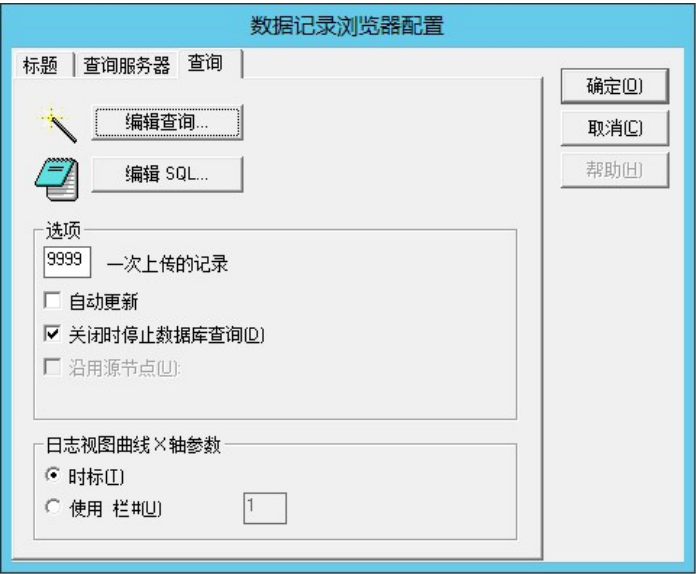 数据记录浏览器配置
标题 查询服务器 查询
确定(O)
编辑查询...
取消(C)
编辑 SQL...
帮助(H)
选项
9999 一次上传的记录
自动更新
关闭时停止数据库查询(D)
沿用源节点(U):
日志视图曲线X轴参数
时标(T)
使用 栏#(U) 1